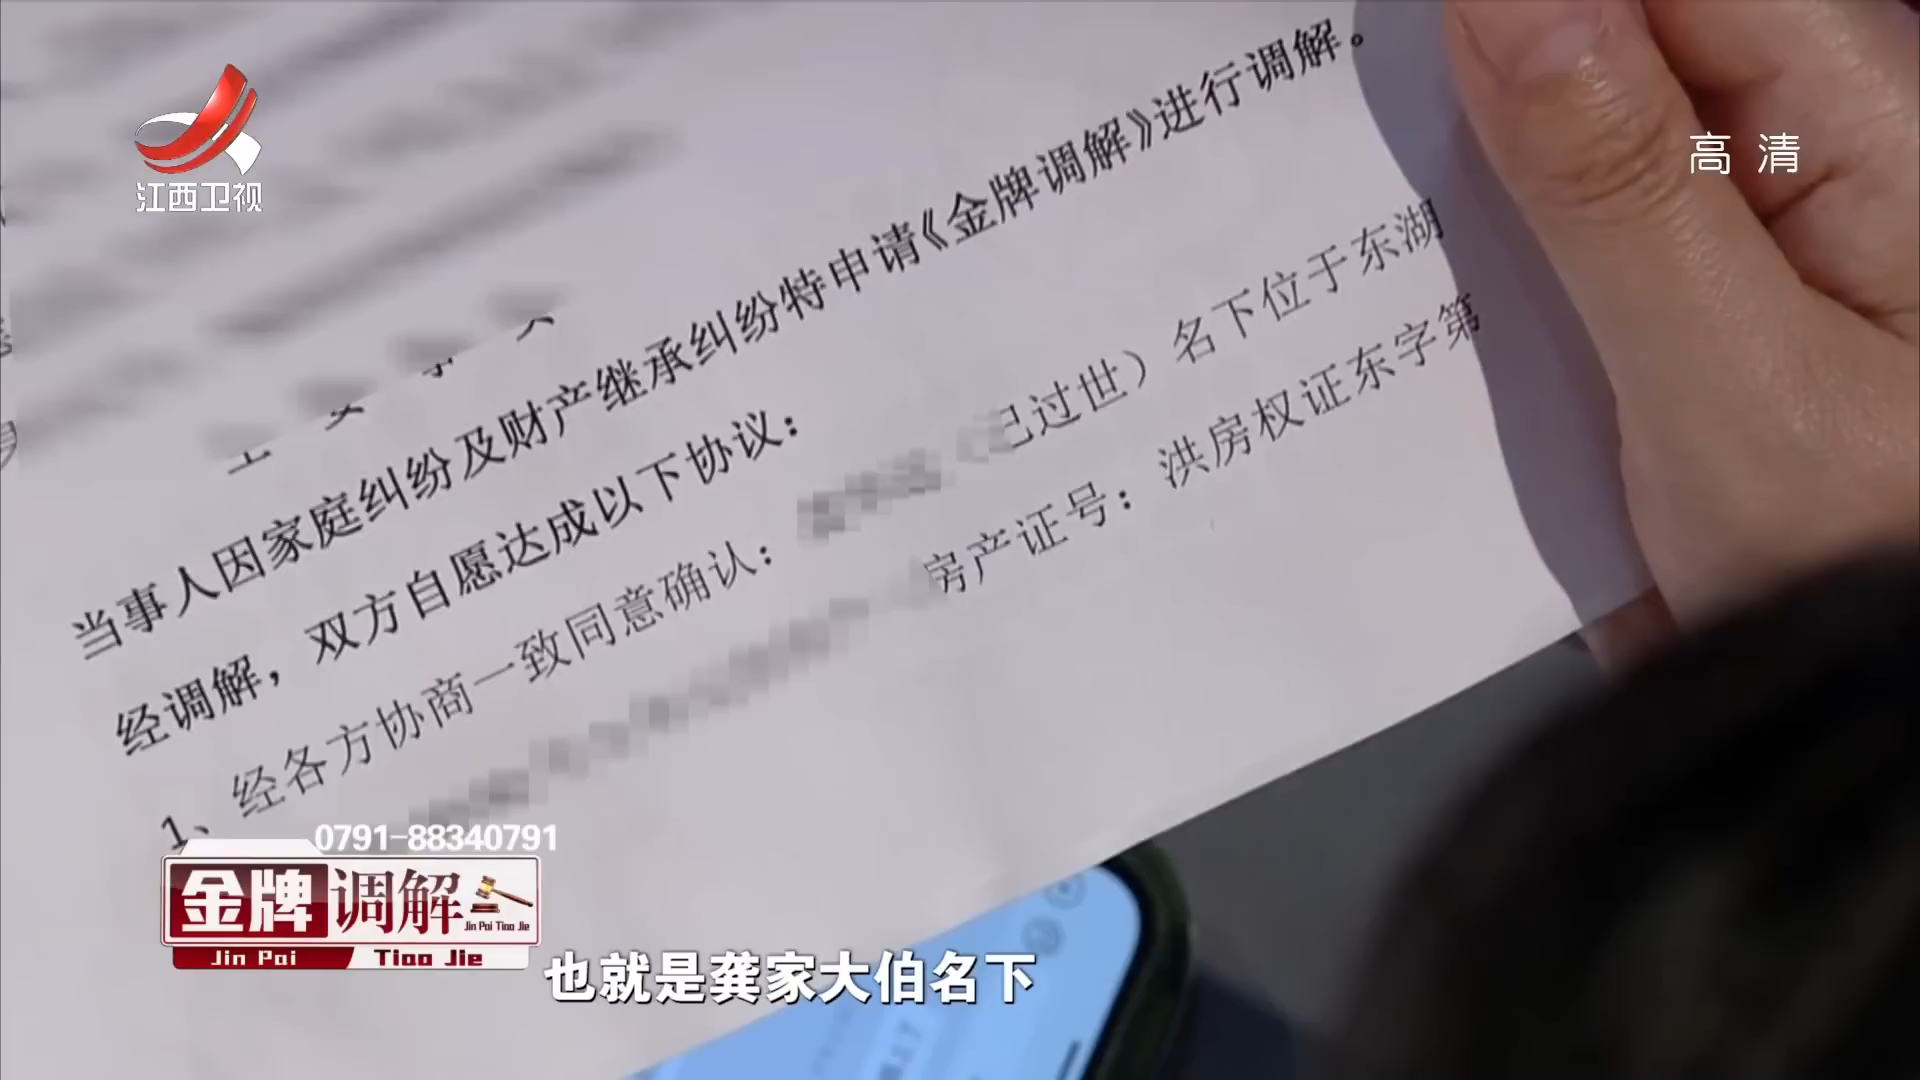 江西卫视
高清
当事人因家庭纠纷及财产继承纠纷特申请《金牌调解》进行调解。
经调解，双方自愿达成以下协议：
1、经各方协商一致同意确认： 已过世）名下位于东湖
房产证号：洪房权证东字第
0791-88340791
金牌调解
Jin Pai Tiao Jie
Jin Pai Tiao Jie
也就是龚家大伯名下